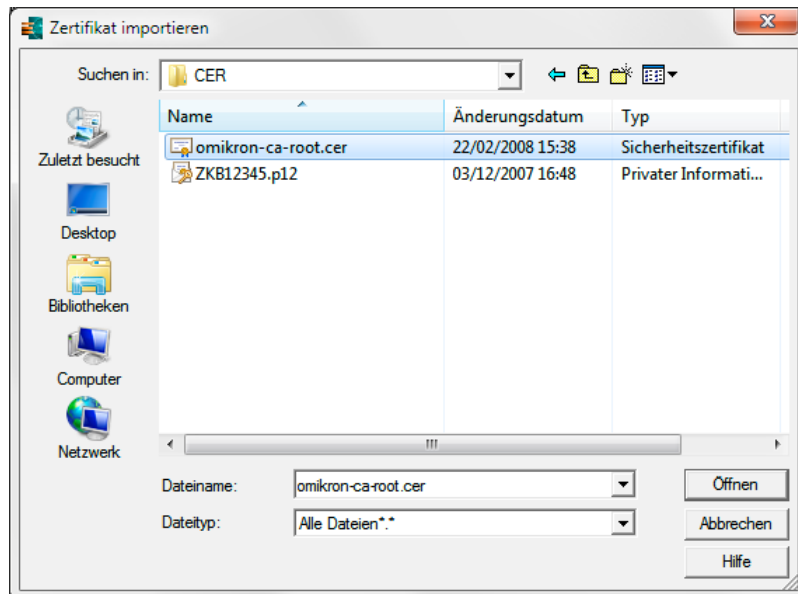 Zertifikat importieren
Suchen in: CER
Name Änderungsdatum Typ
omikron-ca-root.cer 22/02/2008 15:38 Sicherheitszertifikat
ZKB12345.p12 03/12/2007 16:48 Privater Informati...
Zuletzt besucht
Desktop
Bibliotheken
Computer
Netzwerk
Dateiname: omikron-ca-root.cer Öffnen
Dateityp: Alle Dateien*.* Abbrechen
Hilfe